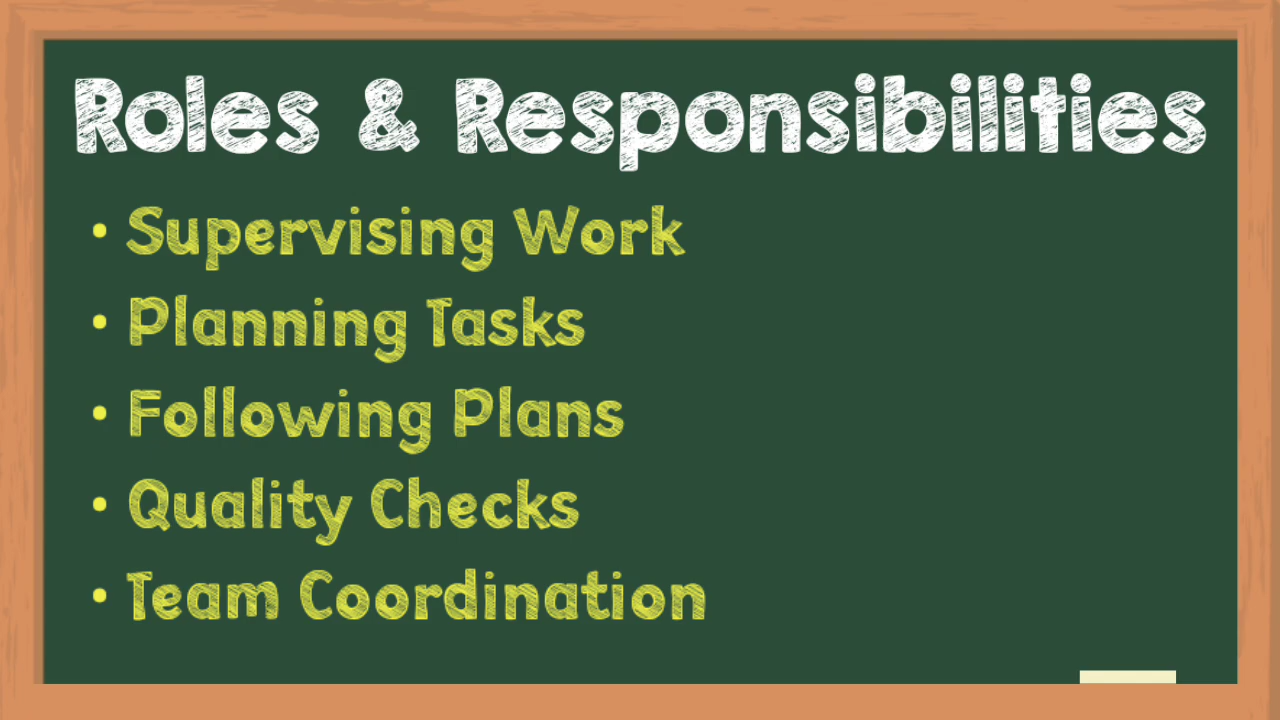 Roles & Responsibilities
• Supervising Work
• Planning Tasks
• Following Plans
• Quality Checks
• Team Coordination